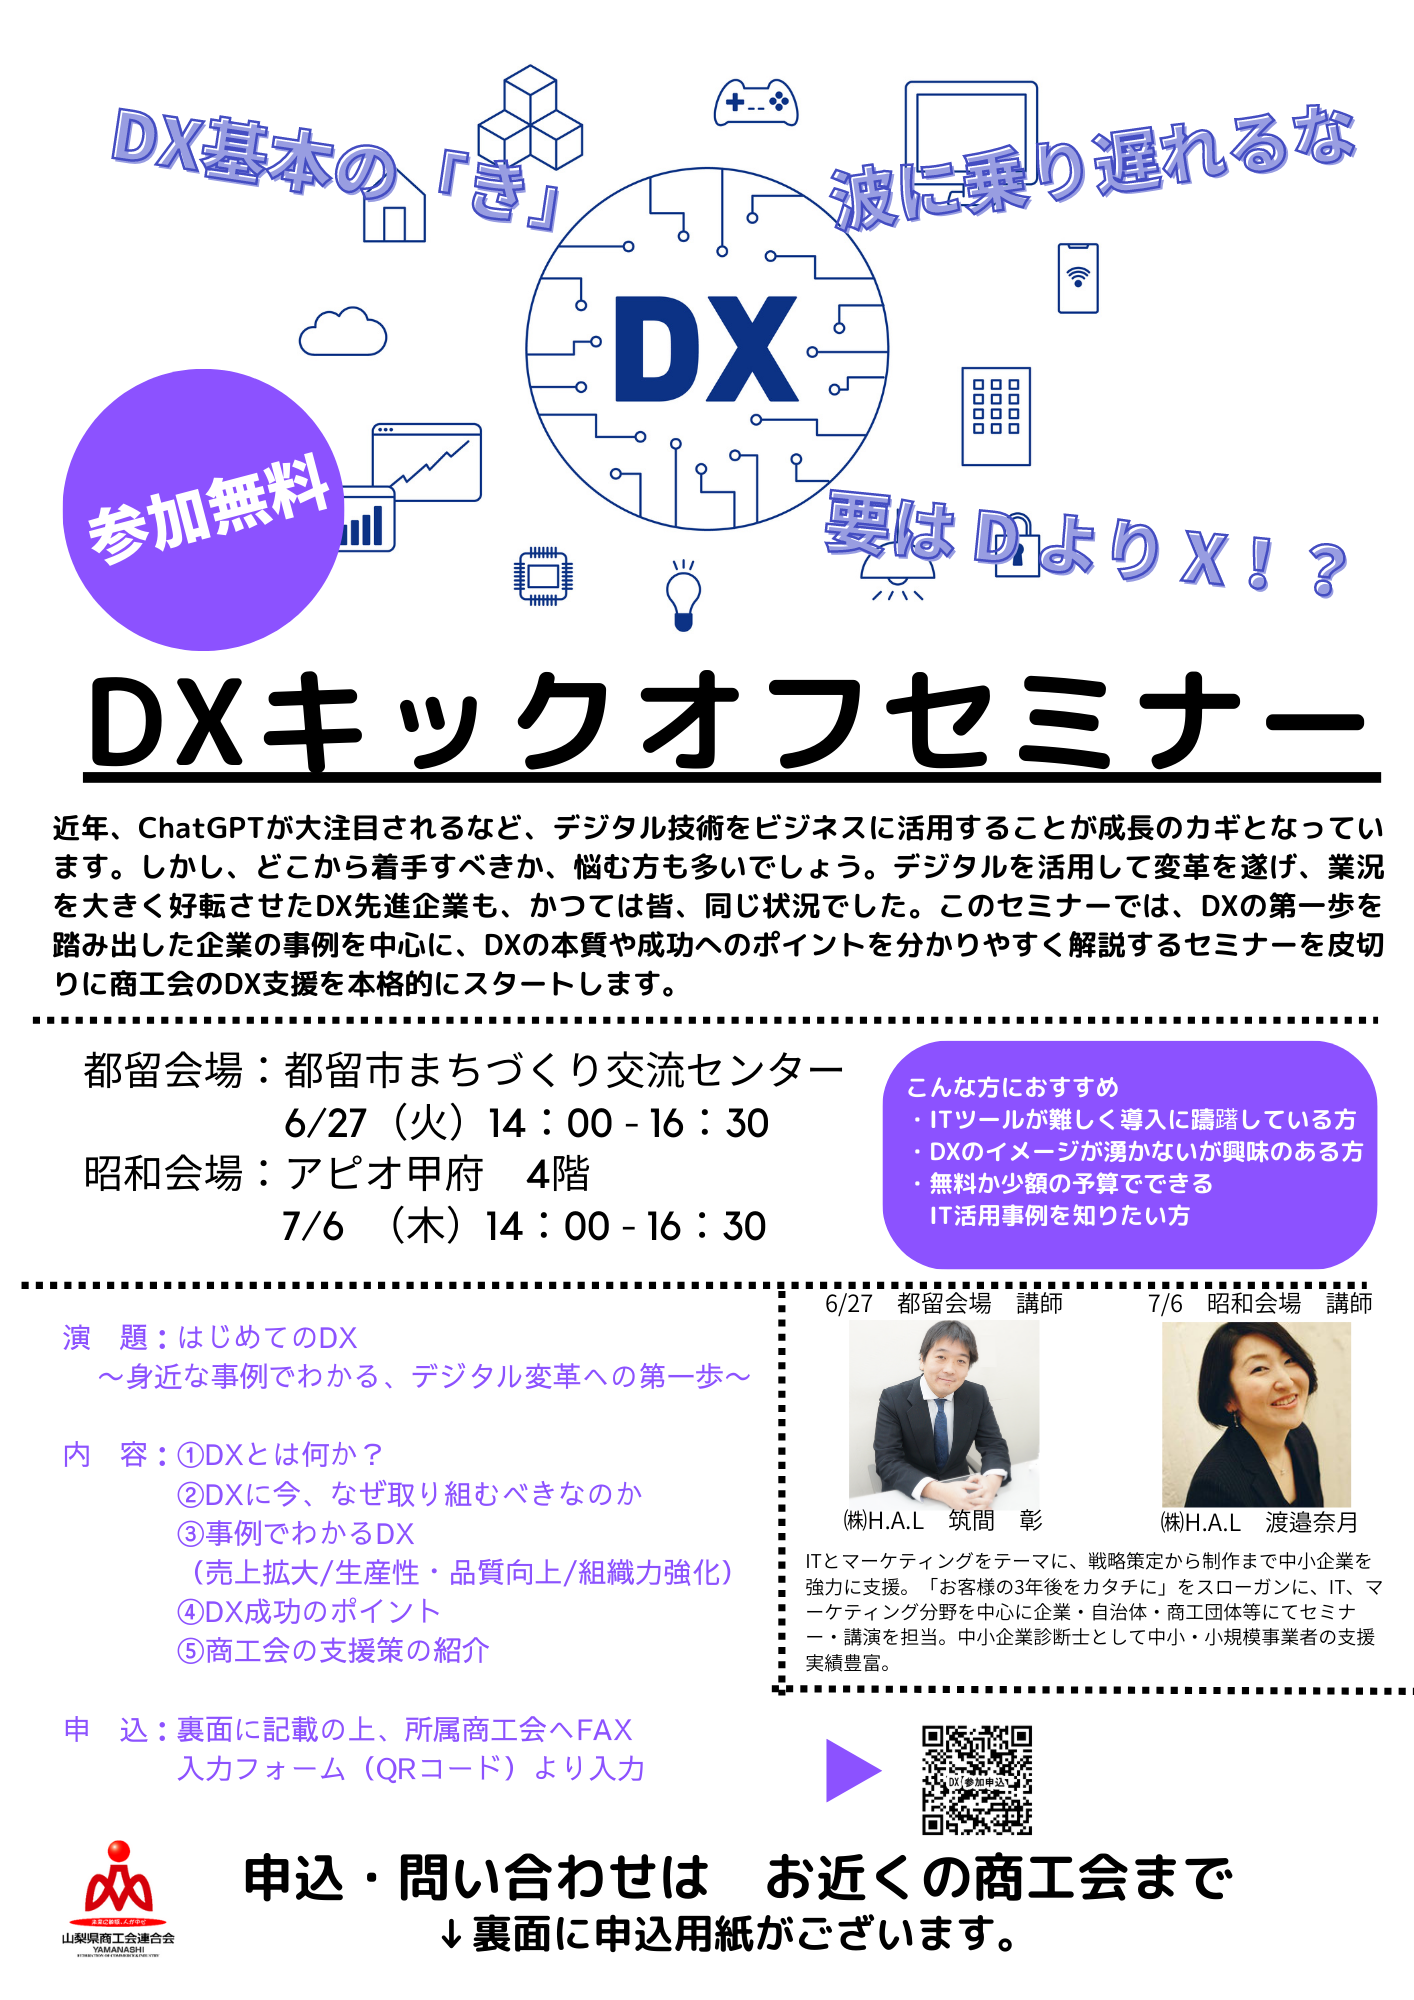 DX基本の「き」
波に乗り遅れるな
DX
参加無料
要はDよりX!？
DXキックオフセミナー
近年、ChatGPTが大注目されるなど、デジタル技術をビジネスに活用することが成長のカギとなってい
ます。しかし、どこから着手すべきか、悩む方も多いでしょう。デジタルを活用して変革を遂げ、業況
を大きく好転させたDX先進企業も、かつては皆、同じ状況でした。このセミナーでは、DXの第一歩を
踏み出した企業の事例を中心に、DXの本質や成功へのポイントを分かりやすく解説するセミナーを皮切
りに商工会のDX支援を本格的にスタートします。
都留会場：都留市まちづくり交流センター
6/27（火）14：00 - 16：30
昭和会場：アピオ甲府　4階
7/6　（木）14：00 - 16：30
こんな方におすすめ
・ITツールが難しく導入に躊躇している方
・DXのイメージが湧かないが興味のある方
・無料か少額の予算でできる
IT活用事例を知りたい方
演　題：はじめてのDX
～身近な事例でわかる、デジタル変革への第一歩～
内　容：①DXとは何か？
②DXに今、なぜ取り組むべきなのか
③事例でわかるDX
（売上拡大/生産性・品質向上/組織力強化）
④DX成功のポイント
⑤商工会の支援策の紹介
申　込：裏面に記載の上、所属商工会へFAX
入力フォーム（QRコード）より入力
6/27　都留会場　講師
㈱H.A.L　筑間　彰
7/6　昭和会場　講師
㈱H.A.L　渡邉奈月
ITとマーケティングをテーマに、戦略策定から制作まで中小企業を
強力に支援。「お客様の3年後をカタチに」をスローガンに、IT、マ
ーケティング分野を中心に企業・自治体・商工団体等にてセミナ
ー・講演を担当。中小企業診断士として中小・小規模事業者の支援
実績豊富。
DX 参加申込
申込・問い合わせは　お近くの商工会まで
↓裏面に申込用紙がございます。
山梨県商工会連合会
YAMANASHI